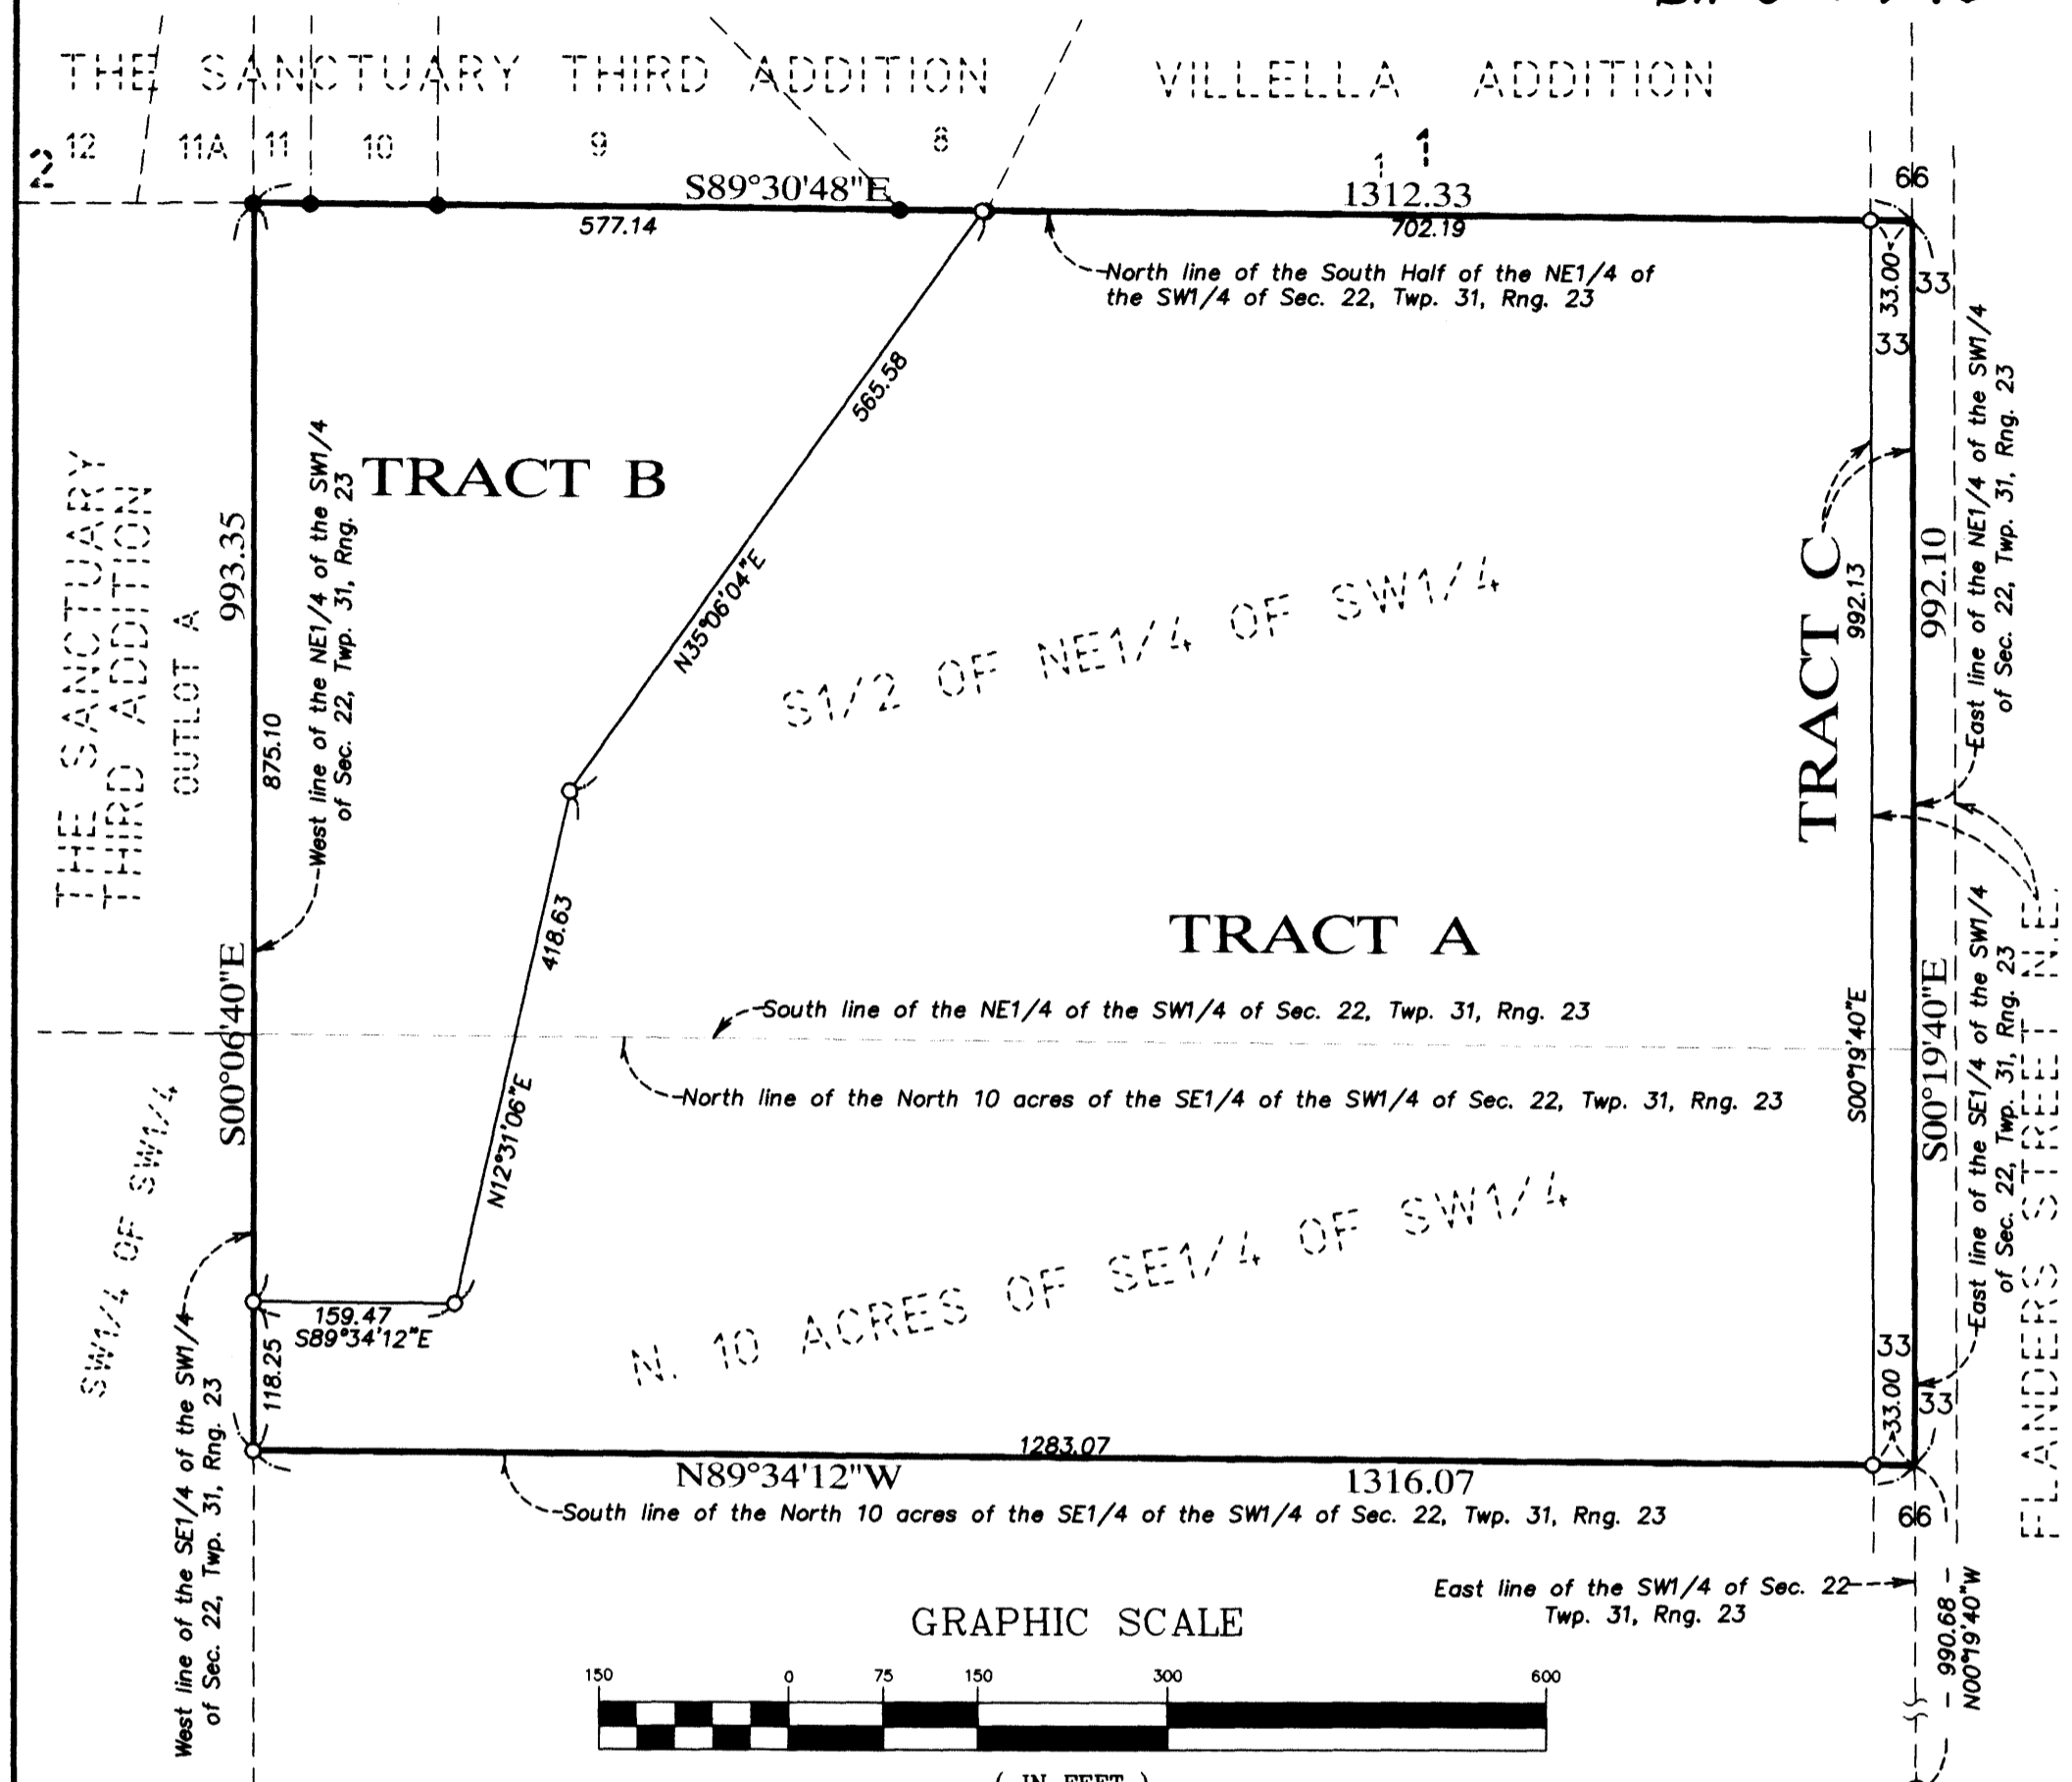 THE SANCTUARY THIRD ADDITION
VILLELLA ADDITION
2
12
11A
11
10
9
8
1
1
66
S89°30'48"E
1312.33
577.14
702.19
North line of the South Half of the NE1/4 of
the SW1/4 of Sec. 22, Twp. 31, Rng. 23
33.00
33
33
565.58
N35°06'04"E
TRACT B
West line of the NE1/4 of the SW1/4
of Sec. 22, Twp. 31, Rng. 23
THE SANCTUARY
THIRD ADDITION
OUTLOT A
993.35
875.10
S00°06'40"E
S1/2 OF NE1/4 OF SW1/4
TRACT C
992.13
992.10
East line of the NE1/4 of the SW1/4
of Sec. 22, Twp. 31, Rng. 23
418.63
N12°31'06"E
TRACT A
South line of the NE1/4 of the SW1/4 of Sec. 22, Twp. 31, Rng. 23
North line of the North 10 acres of the SE1/4 of the SW1/4 of Sec. 22, Twp. 31, Rng. 23
S00°19'40"E
S00°19'40"E
East line of the SE1/4 of the SW1/4
of Sec. 22, Twp. 31, Rng. 23
FLANDERS STREET N.E.
SW1/4 OF SW1/4
N. 10 ACRES OF SE1/4 OF SW1/4
159.47
S89°34'12"E
118.25
West line of the SE1/4 of the SW1/4
of Sec. 22, Twp. 31, Rng. 23
33
33.00
33
1283.07
N89°34'12"W
1316.07
South line of the North 10 acres of the SE1/4 of the SW1/4 of Sec. 22, Twp. 31, Rng. 23
66
East line of the SW1/4 of Sec. 22
Twp. 31, Rng. 23
990.68
N00°19'40"W
GRAPHIC SCALE
150 0 75 150 300 600
( IN FEET )